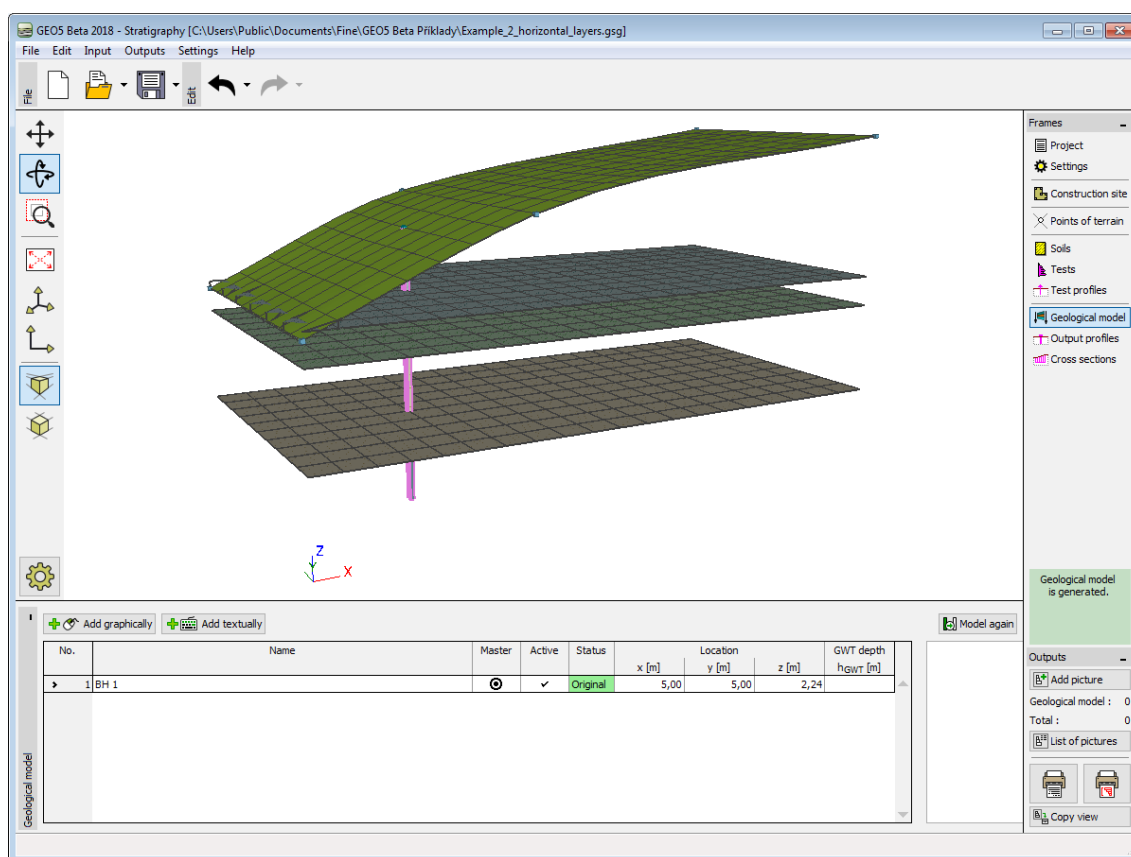 GEO5 Beta 2018 - Stratigraphy [C:\Users\Public\Documents\Fine\GEO5 Beta Příklady\Example_2_horizontal_layers.gsg]
File Edit Input Outputs Settings Help
File
Edit
Frames
Project
Settings
Construction site
Points of terrain
Soils
Tests
Test profiles
Geological model
Output profiles
Cross sections
Z
X
Geological model
is generated.
Add graphically Add textually
Model again
No. Name Master Active Status Location GWT depth
x [m] y [m] z [m] hGWT [m]
1 BH 1 Original 5,00 5,00 2,24
Geological model
Outputs
Add picture
Geological model : 0
Total : 0
List of pictures
Copy view